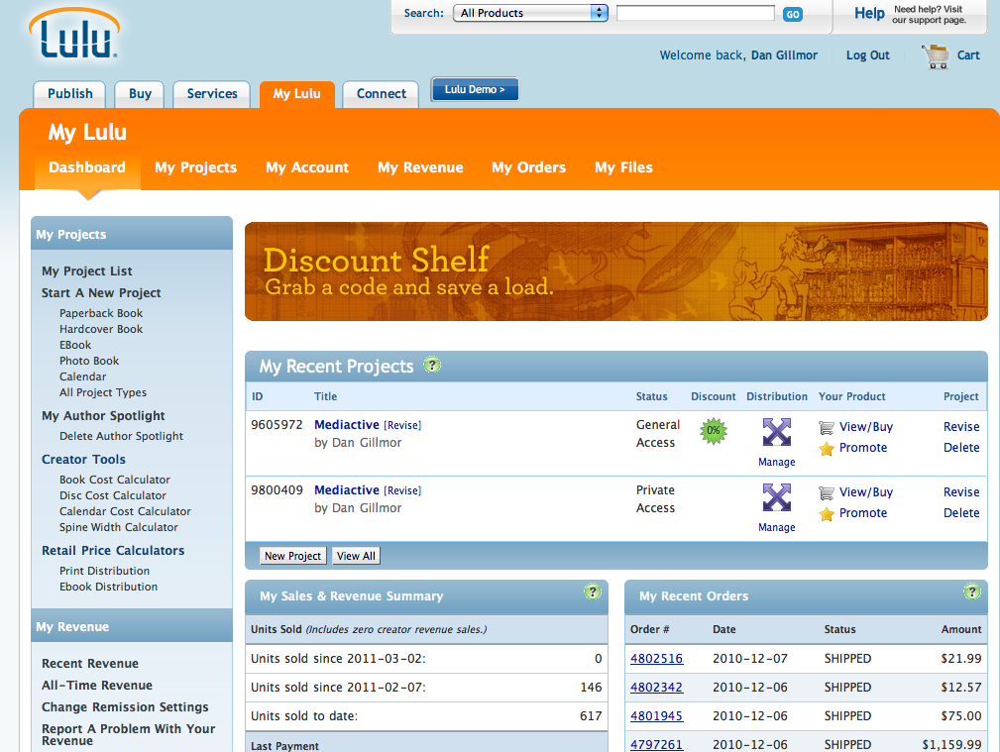 Lulu
Search: All Products GO
Help Need help? Visit our support page.
Welcome back, Dan Gillmor Log Out Cart
Publish Buy Services My Lulu Connect Lulu Demo >
My Lulu
Dashboard My Projects My Account My Revenue My Orders My Files
My Projects
My Project List
Start A New Project
Paperback Book
Hardcover Book
EBook
Photo Book
Calendar
All Project Types
My Author Spotlight
Delete Author Spotlight
Creator Tools
Book Cost Calculator
Disc Cost Calculator
Calendar Cost Calculator
Spine Width Calculator
Retail Price Calculators
Print Distribution
Ebook Distribution
My Revenue
Recent Revenue
All-Time Revenue
Change Remission Settings
Report A Problem With Your
Revenue
Discount Shelf
Grab a code and save a load.
My Recent Projects ?
ID Title Status Discount Distribution Your Product Project
9605972 Mediactive [Revise] General 0% View/Buy Revise
by Dan Gillmor Access Promote Delete
Manage
9800409 Mediactive [Revise] Private View/Buy Revise
by Dan Gillmor Access Promote Delete
Manage
New Project View All
My Sales & Revenue Summary ?
Units Sold (Includes zero creator revenue sales.)
Units sold since 2011-03-02: 0
Units sold since 2011-02-07: 146
Units sold to date: 617
Last Payment
My Recent Orders ?
Order # Date Status Amount
4802516 2010-12-07 SHIPPED $21.99
4802342 2010-12-06 SHIPPED $12.57
4801945 2010-12-06 SHIPPED $75.00
4797261 2010-12-06 SHIPPED $1,159.99